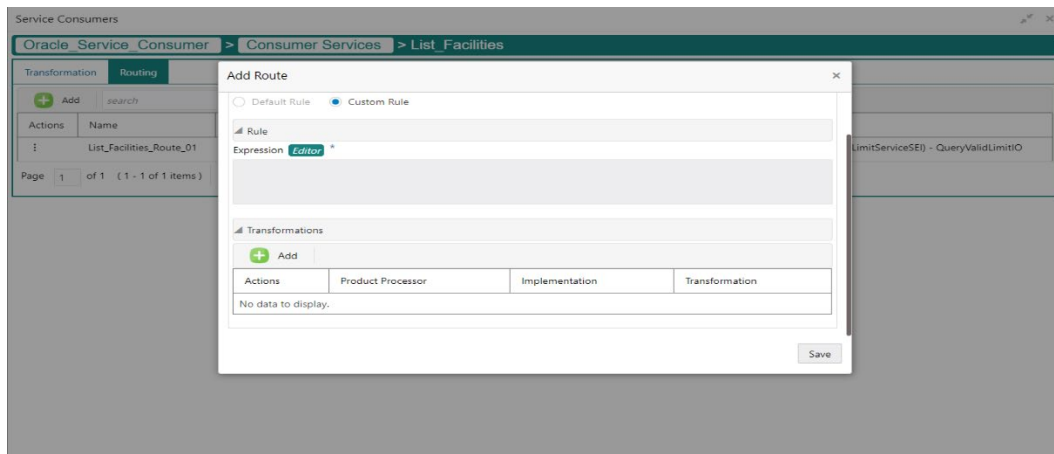 Service Consumers
Oracle_Service_Consumer > Consumer Services > List_Facilities
Transformation Routing
Add search
Actions Name
List_Facilities_Route_01 LimitServiceSEI) - QueryValidLimitIO
Page 1 of 1 ( 1 - 1 of 1 items )
Add Route ×
Default Rule Custom Rule
Rule
Expression Editor *
Transformations
Add
Actions Product Processor Implementation Transformation
No data to display.
Save